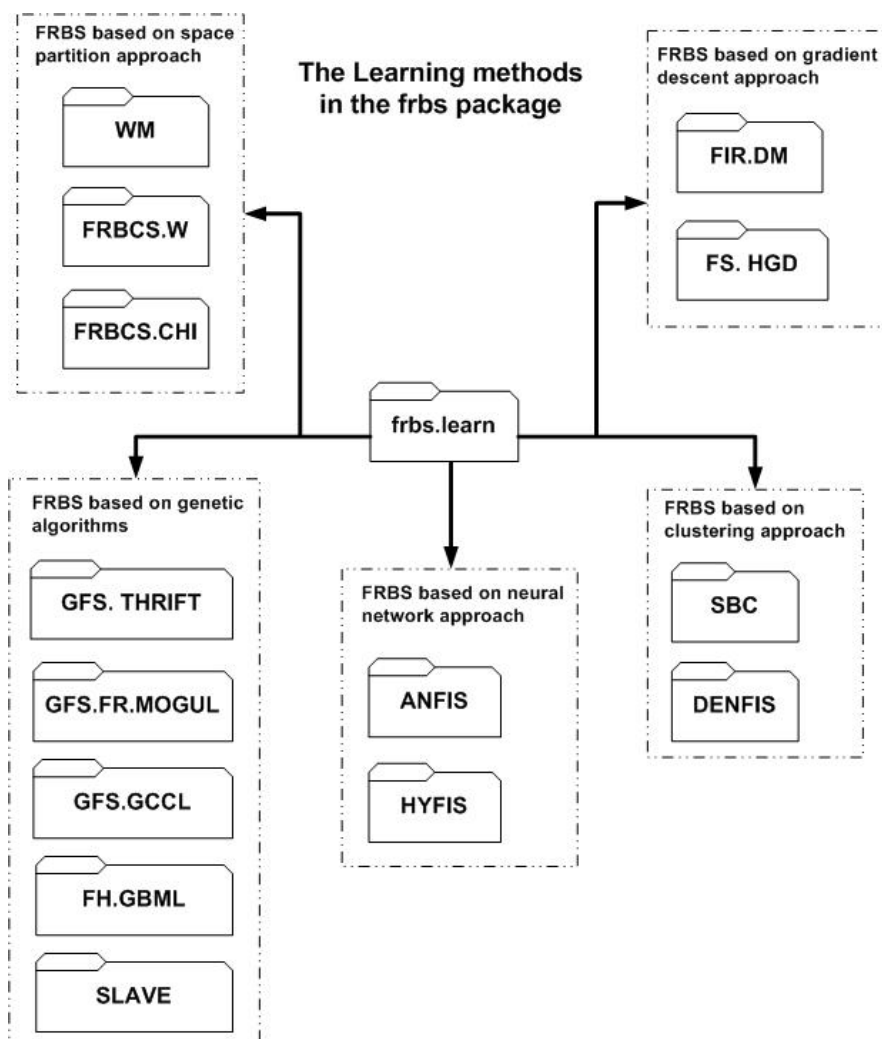 The Learning methods
in the frbs package
FRBS based on space
partition approach
WM
FRBCS.W
FRBCS.CHI
FRBS based on gradient
descent approach
FIR.DM
FS. HGD
frbs.learn
FRBS based on genetic
algorithms
GFS. THRIFT
GFS.FR.MOGUL
GFS.GCCL
FH.GBML
SLAVE
FRBS based on neural
network approach
ANFIS
HYFIS
FRBS based on
clustering approach
SBC
DENFIS